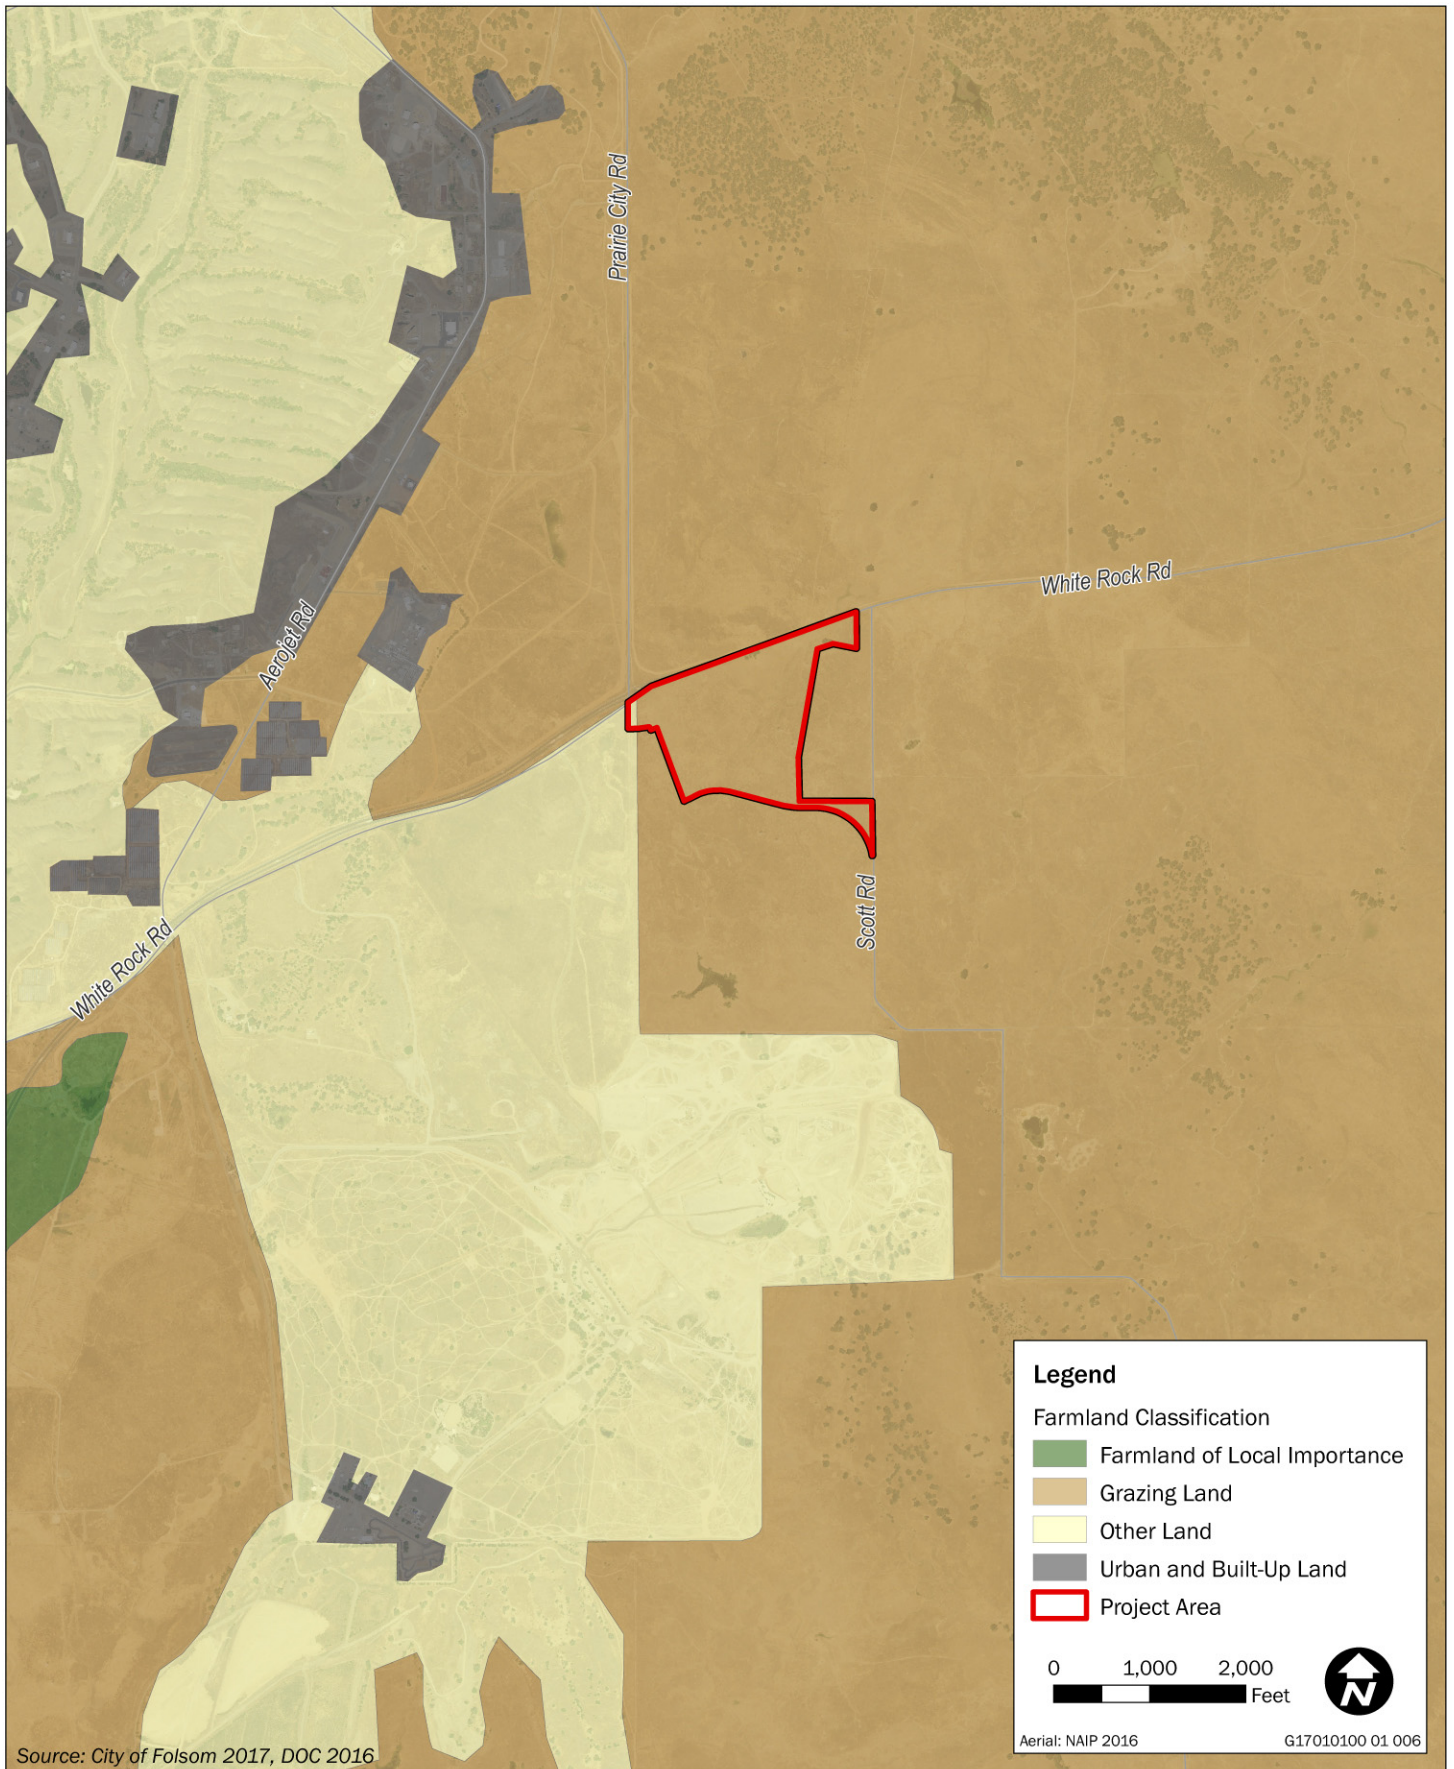 Prairie City Rd
White Rock Rd
Aerojet Rd
Scott Rd
White Rock Rd
Legend
Farmland Classification
Farmland of Local Importance
Grazing Land
Other Land
Urban and Built-Up Land
Project Area
0 1,000 2,000
Feet
N
Aerial: NAIP 2016 G17010100 01 006
Source: City of Folsom 2017, DOC 2016